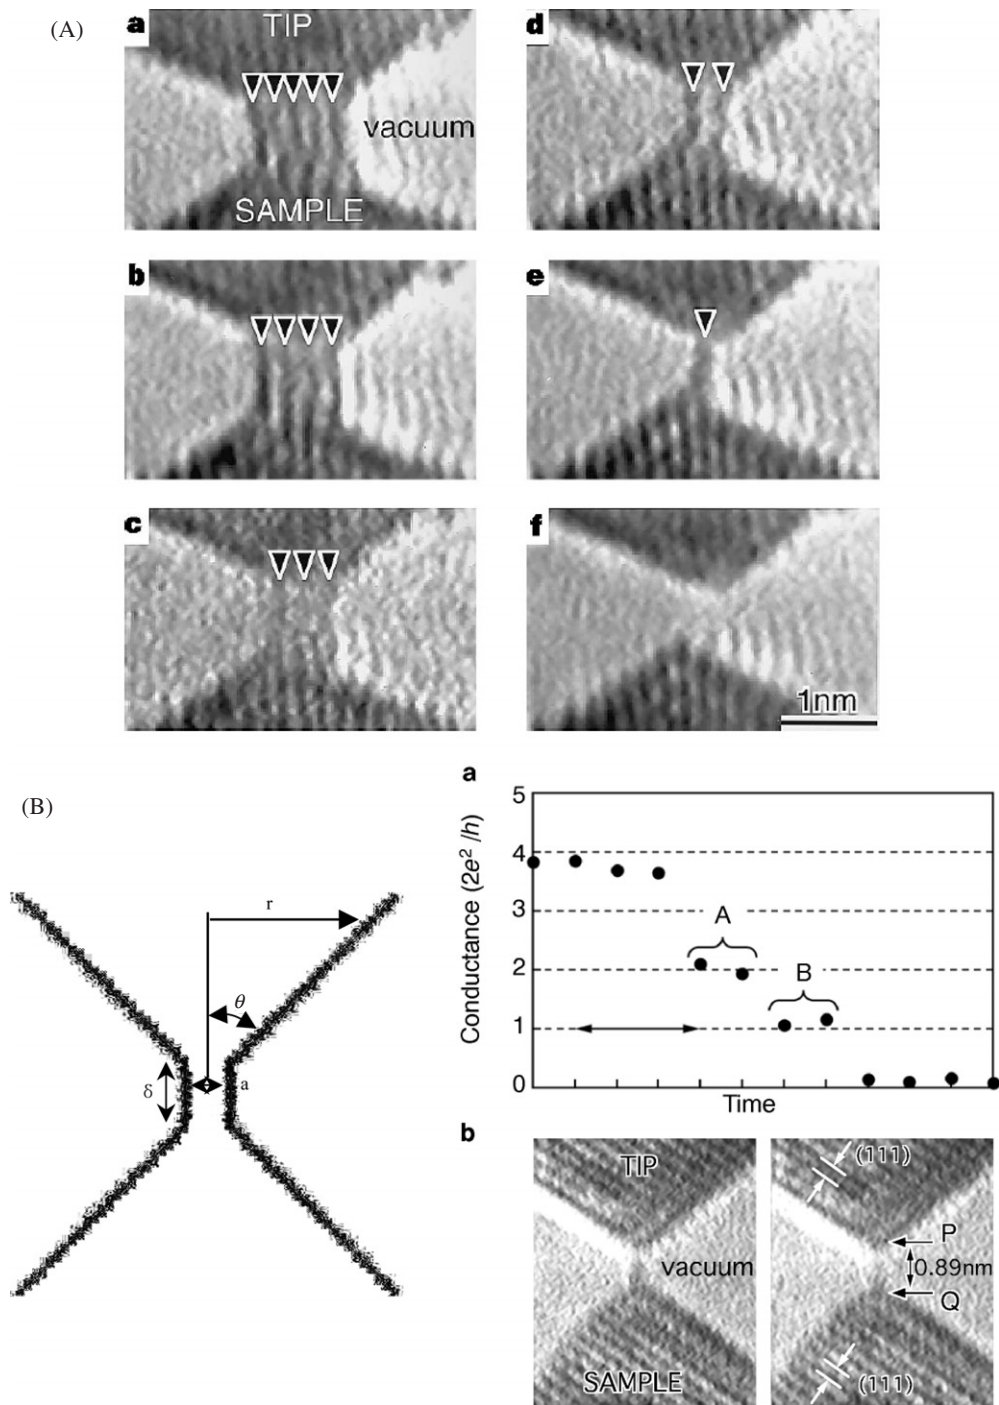 (A)
a
TIP
vacuum
SAMPLE
b
c
d
e
f
1nm
(B)
r
θ
δ
a
a
Conductance (2e² /h)
5
4
3
2
1
0
A
B
Time
b
TIP
vacuum
SAMPLE
(111)
P
0.89nm
Q
(111)